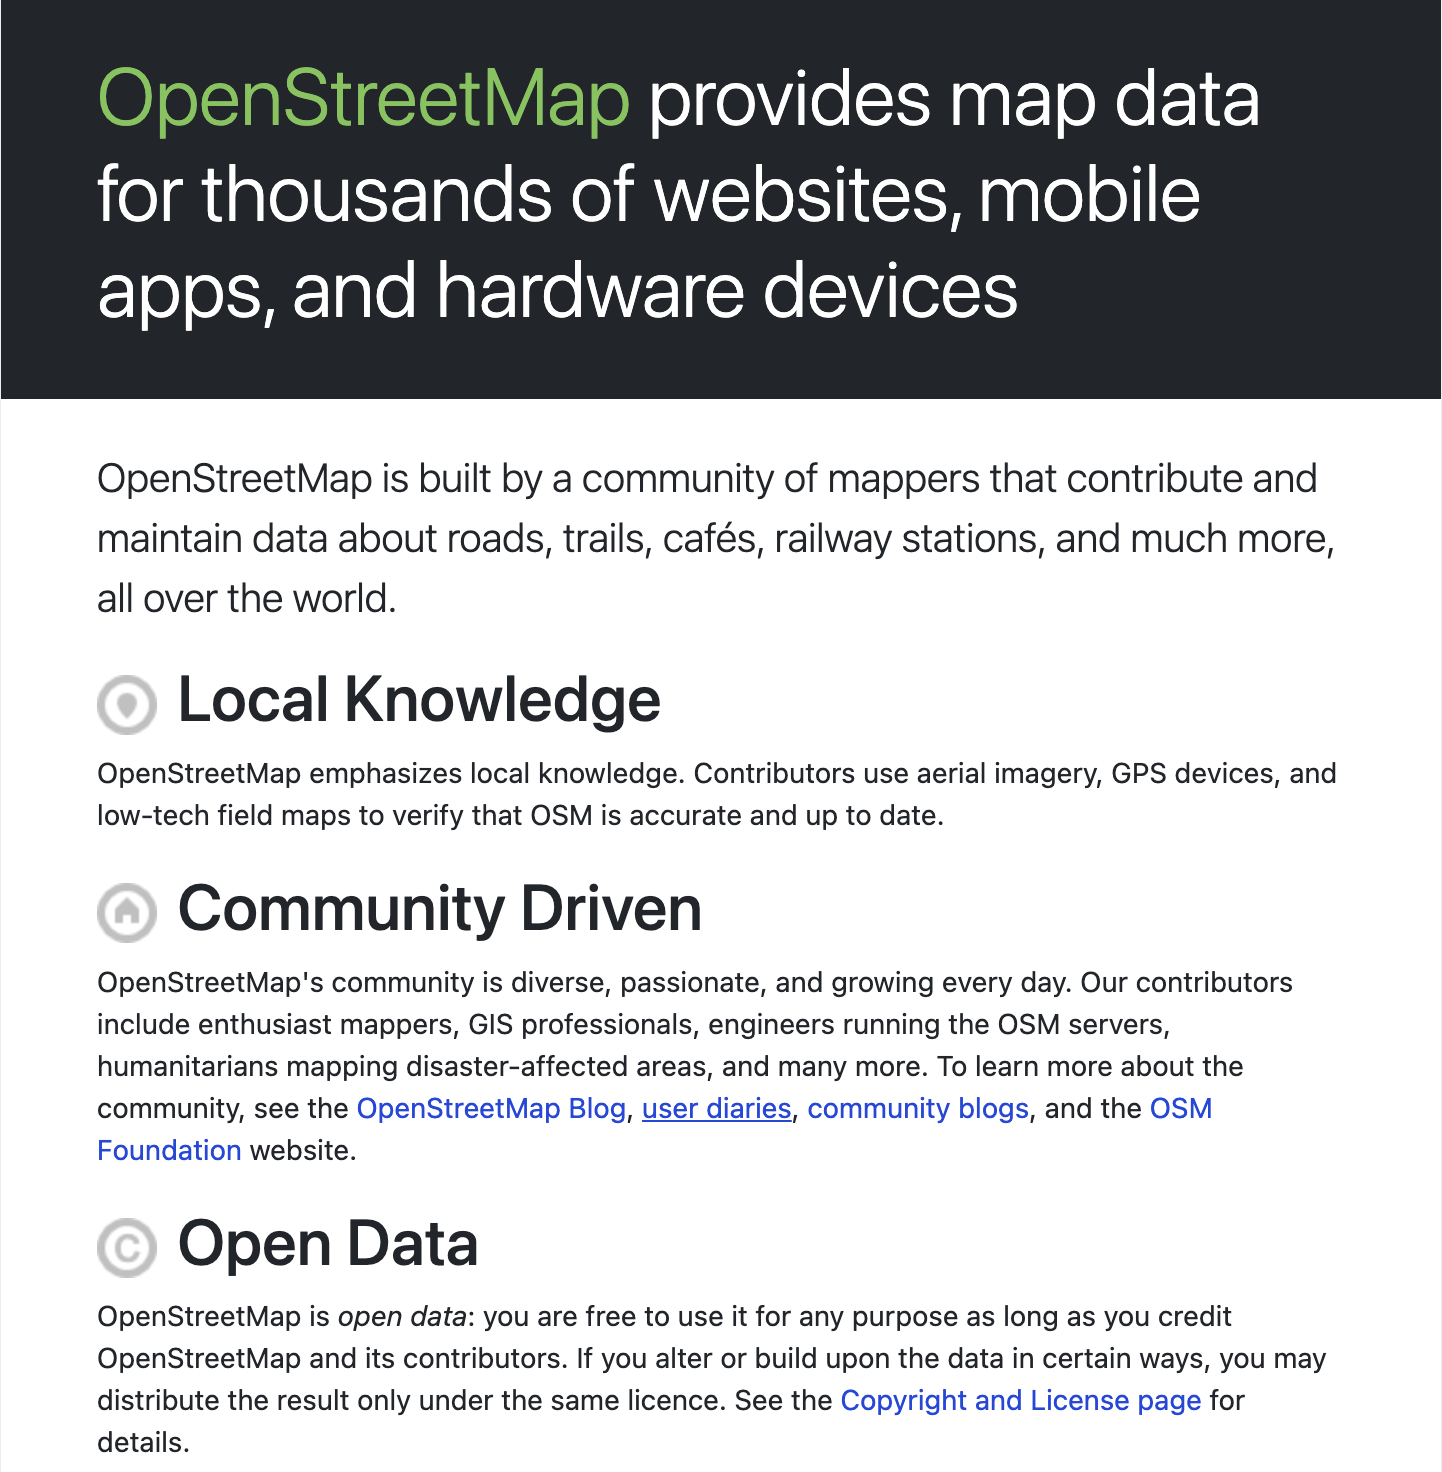 OpenStreetMap provides map data
for thousands of websites, mobile
apps, and hardware devices
OpenStreetMap is built by a community of mappers that contribute and
maintain data about roads, trails, cafés, railway stations, and much more,
all over the world.
Local Knowledge
OpenStreetMap emphasizes local knowledge. Contributors use aerial imagery, GPS devices, and
low-tech field maps to verify that OSM is accurate and up to date.
Community Driven
OpenStreetMap's community is diverse, passionate, and growing every day. Our contributors
include enthusiast mappers, GIS professionals, engineers running the OSM servers,
humanitarians mapping disaster-affected areas, and many more. To learn more about the
community, see the OpenStreetMap Blog, user diaries, community blogs, and the OSM
Foundation website.
Open Data
OpenStreetMap is open data: you are free to use it for any purpose as long as you credit
OpenStreetMap and its contributors. If you alter or build upon the data in certain ways, you may
distribute the result only under the same licence. See the Copyright and License page for
details.